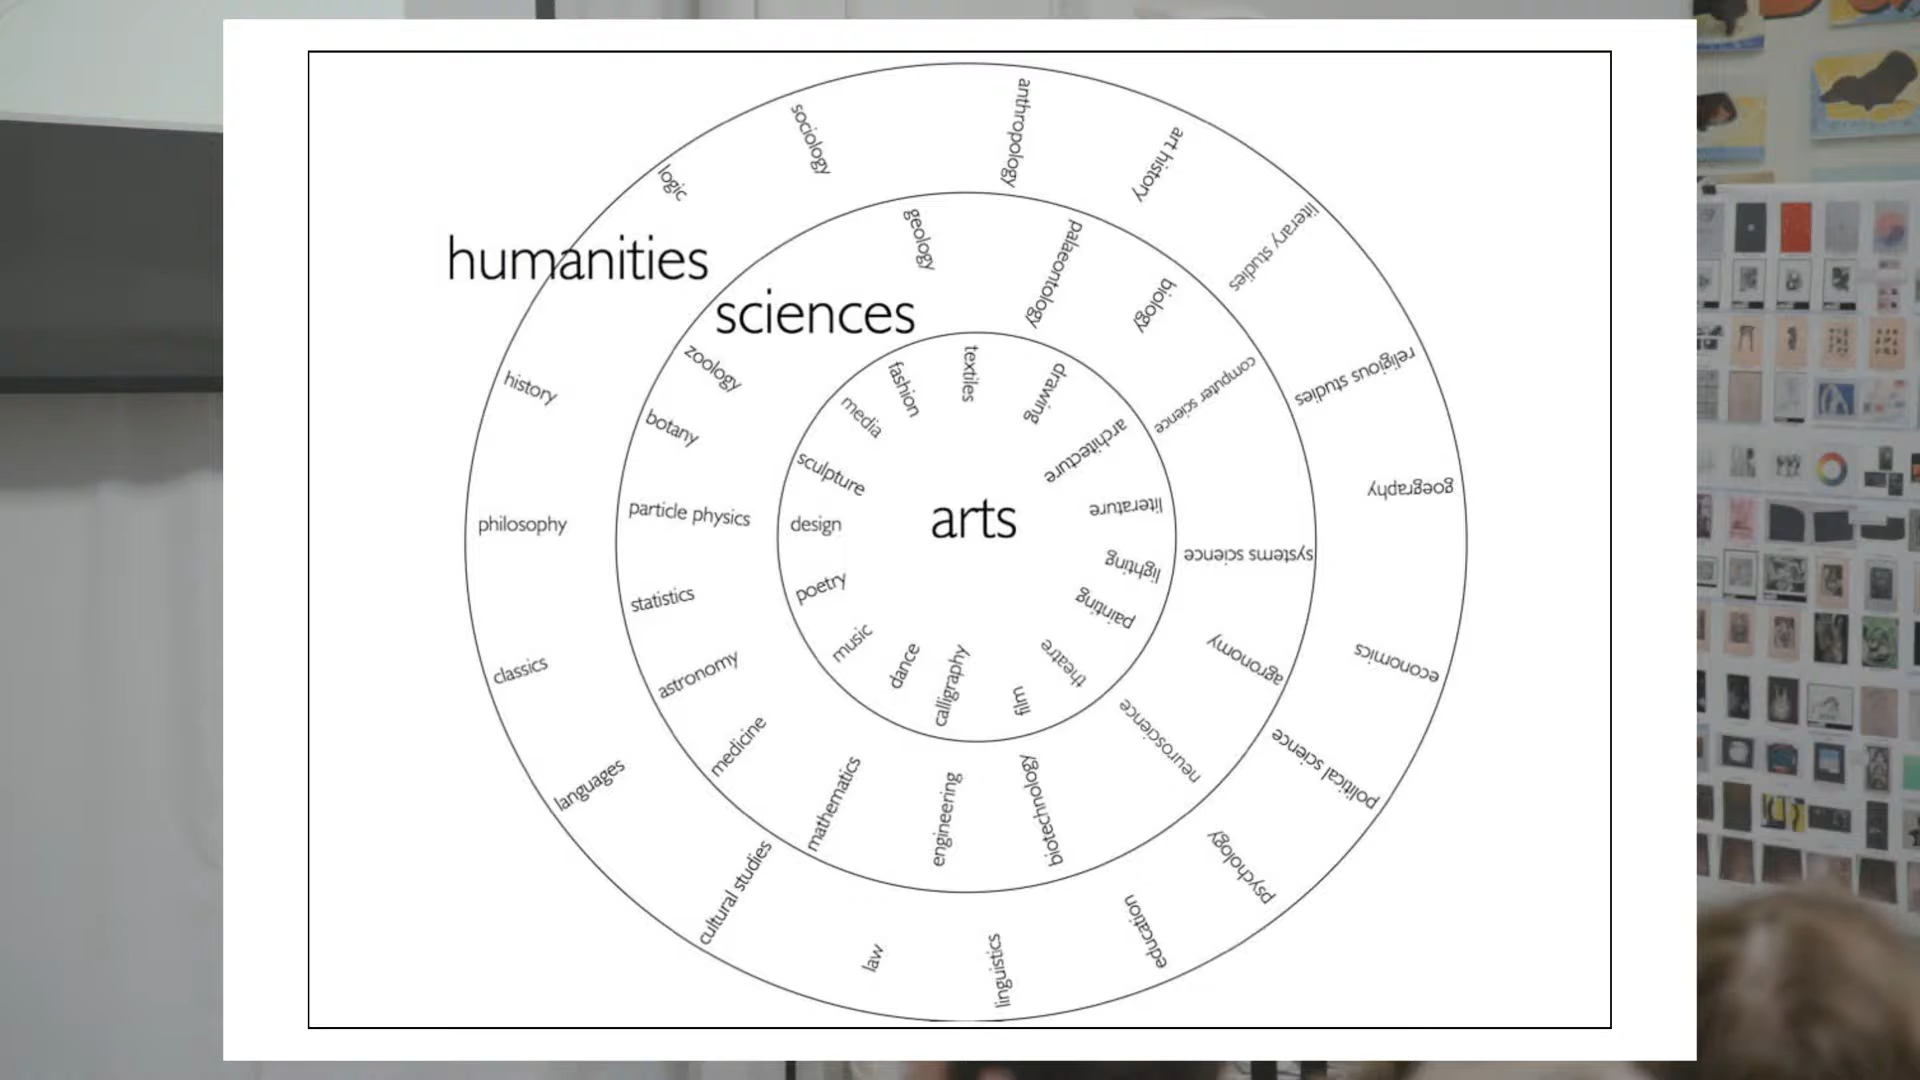 humanities
sciences
arts
anthropology
art history
literary studies
religious studies
goegraphy
economics
political science
psychology
education
linguistics
law
cultural studies
languages
classics
philosophy
history
logic
sociology
geology
palaeontology
biology
computer science
systems science
agronomy
neuroscience
biotechnology
engineering
mathematics
medicine
astronomy
statistics
particle physics
botany
zoology
textiles
drawing
architecture
literature
lighting
painting
theatre
film
calligraphy
dance
music
poetry
design
sculpture
media
fashion